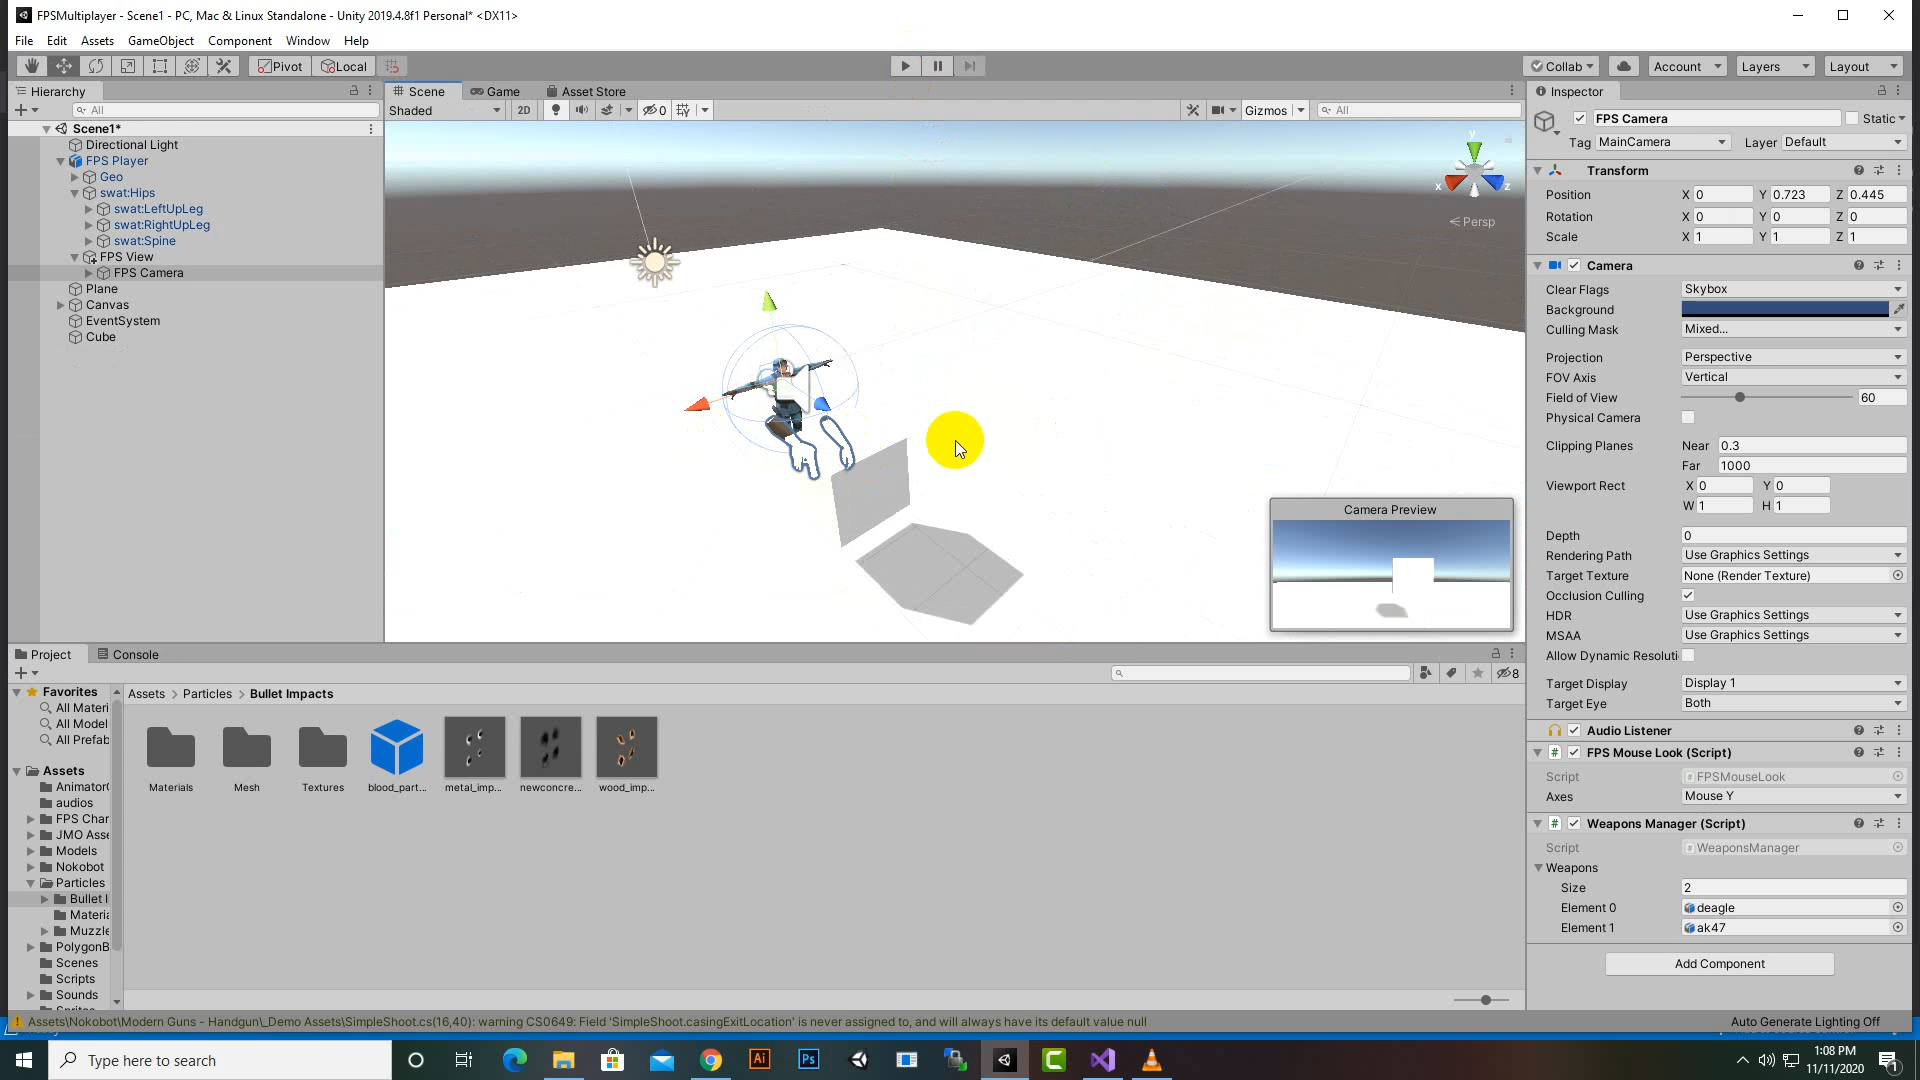 FPSMultiplayer - Scene1 - PC, Mac & Linux Standalone - Unity 2019.4.8f1 Personal* <DX11>
File Edit Assets GameObject Component Window Help
Pivot Local Collab Account Layers Layout
Hierarchy
All
Scene1*
Directional Light
FPS Player
Geo
swat:Hips
swat:LeftUpLeg
swat:RightUpLeg
swat:Spine
FPS View
FPS Camera
Plane
Canvas
EventSystem
Cube
Scene Game Asset Store
Shaded 2D 0 Gizmos All
y
x z
Persp
Camera Preview
Inspector
FPS Camera Static
Tag MainCamera Layer Default
Transform
Position X 0 Y 0.723 Z 0.445
Rotation X 0 Y 0 Z 0
Scale X 1 Y 1 Z 1
Camera
Clear Flags Skybox
Background
Culling Mask Mixed...
Projection Perspective
FOV Axis Vertical
Field of View 60
Physical Camera
Clipping Planes Near 0.3
Far 1000
Viewport Rect X 0 Y 0
W 1 H 1
Depth 0
Rendering Path Use Graphics Settings
Target Texture None (Render Texture)
Occlusion Culling
HDR Use Graphics Settings
MSAA Use Graphics Settings
Allow Dynamic Resoluti
Target Display Display 1
Target Eye Both
Audio Listener
FPS Mouse Look (Script)
Script FPSMouseLook
Axes Mouse Y
Weapons Manager (Script)
Script WeaponsManager
Weapons
Size 2
Element 0 deagle
Element 1 ak47
Add Component
Project Console
8
Favorites
All Materi
All Model
All Prefab
Assets
Animator
audios
FPS Char
JMO Asse
Models
Nokobot
Particles
Bullet I
Materia
Muzzle
PolygonB
Scenes
Scripts
Sounds
Assets > Particles > Bullet Impacts
Materials
Mesh
Textures
blood_part...
metal_imp...
newconcre...
wood_imp...
Assets\Nokobot\Modern Guns - Handgun\_Demo Assets\SimpleShoot.cs(16,40): warning CS0649: Field 'SimpleShoot.casingExitLocation' is never assigned to, and will always have its default value null
Auto Generate Lighting Off
Type here to search
Ai
Ps
1:08 PM
11/11/2020
1